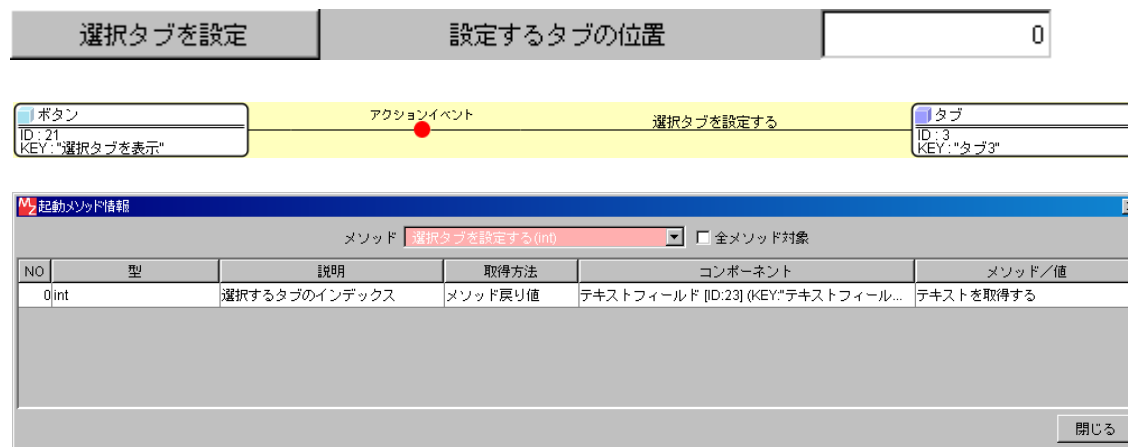 選択タブを設定 設定するタブの位置 0
ボタン アクションイベント 選択タブを設定する タブ
ID : 21 ID : 3
KEY : "選択タブを表示" KEY : "タブ3"
起動メソッド情報
メソッド 選択タブを設定する(int) 全メソッド対象
NO 型 説明 取得方法 コンポーネント メソッド/値
0 int 選択するタブのインデックス メソッド戻り値 テキストフィールド [ID:23] (KEY:"テキストフィール... テキストを取得する
閉じる